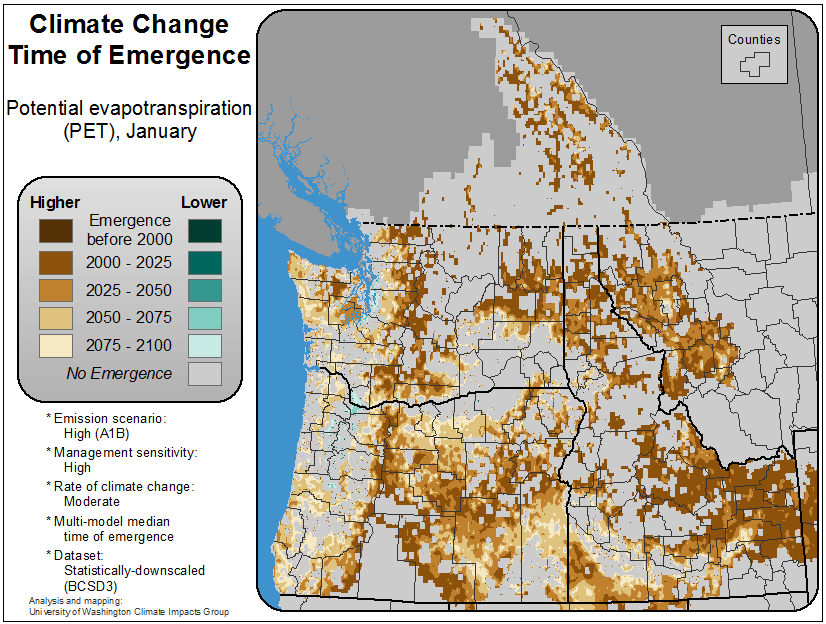 Climate Change
Time of Emergence
Potential evapotranspiration
(PET), January
Higher Lower
Emergence
before 2000
2000 - 2025
2025 - 2050
2050 - 2075
2075 - 2100
No Emergence
* Emission scenario:
High (A1B)
* Management sensitivity:
High
* Rate of climate change:
Moderate
* Multi-model median
time of emergence
* Dataset:
Statistically-downscaled
(BCSD3)
Analysis and mapping:
University of Washington Climate Impacts Group
Counties